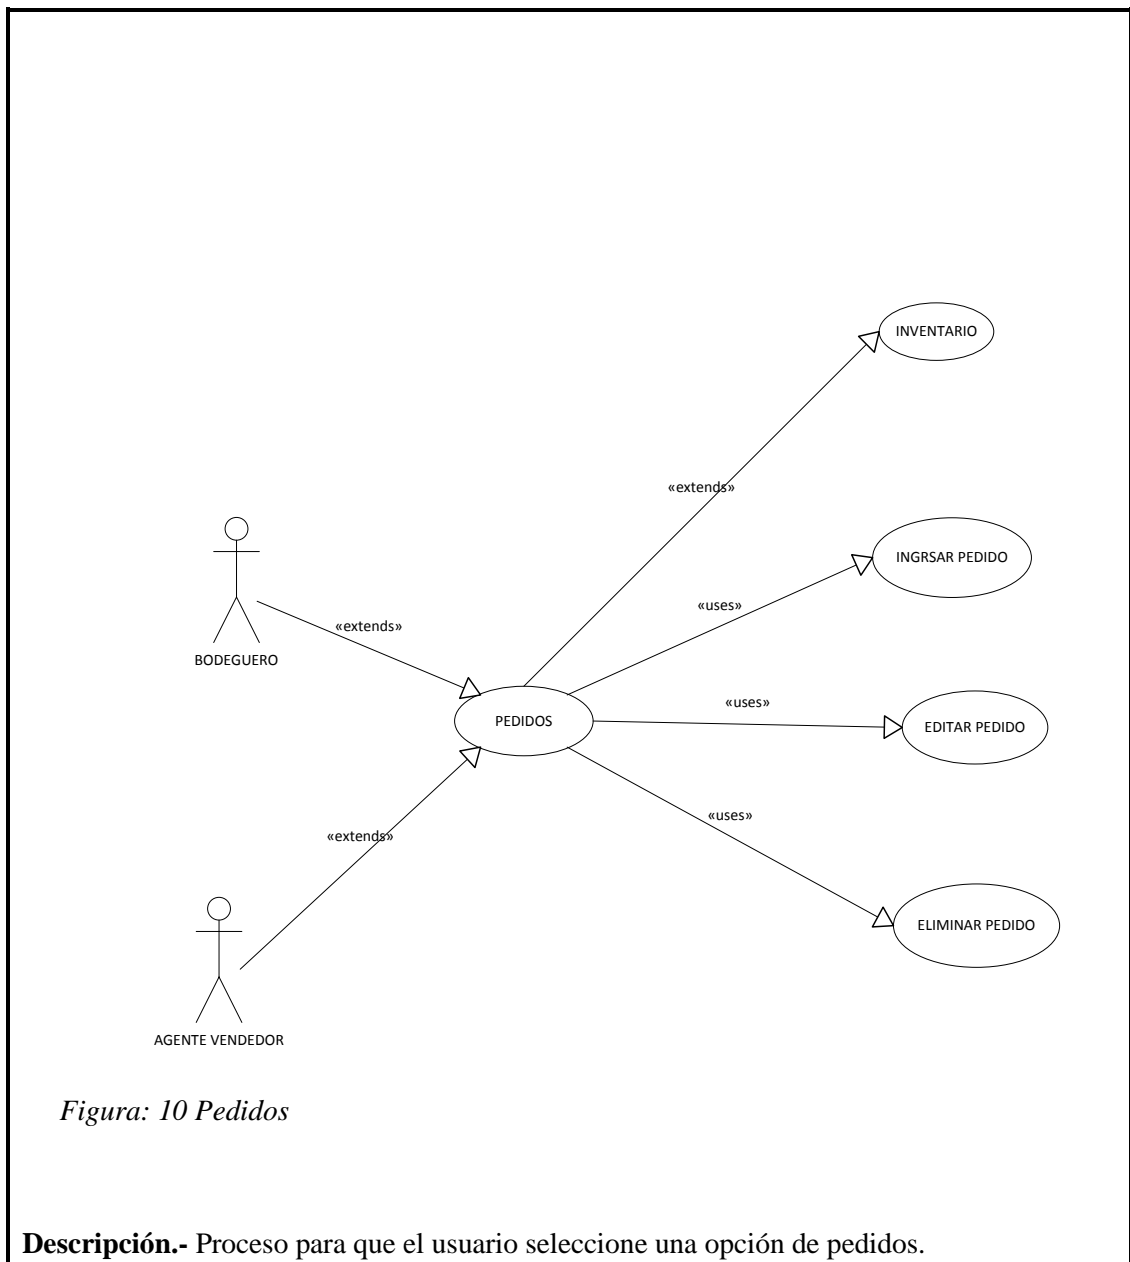 INVENTARIO
«extends»
INGRSAR PEDIDO
«uses»
«extends»
BODEGUERO
«uses»
PEDIDOS
EDITAR PEDIDO
«uses»
«extends»
ELIMINAR PEDIDO
AGENTE VENDEDOR
Figura: 10 Pedidos
Descripción.- Proceso para que el usuario seleccione una opción de pedidos.